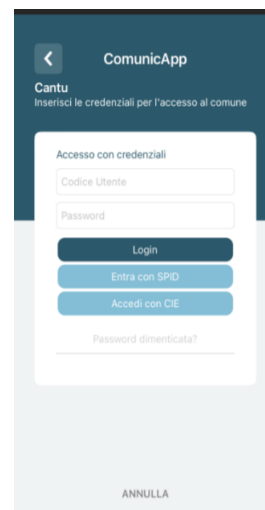 ComunicApp
Cantu
Inserisci le credenziali per l'accesso al comune
Accesso con credenziali
Codice Utente
Password
Login
Entra con SPID
Accedi con CIE
Password dimenticata?
ANNULLA